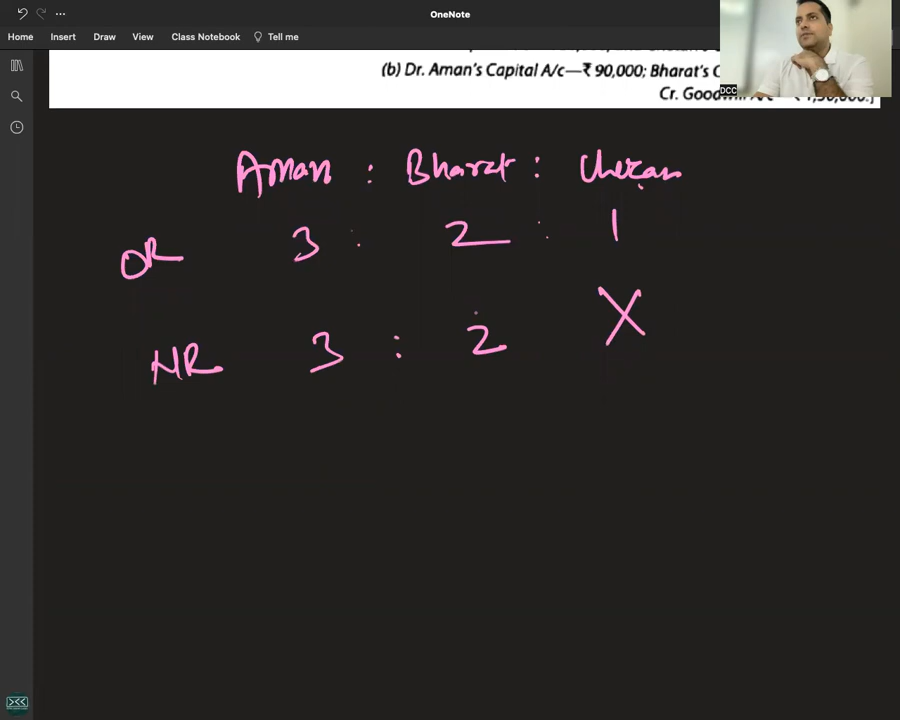 OneNote
Home Insert Draw View Class Notebook Tell me
(b) Dr. Aman's Capital A/c—₹ 90,000; Bharat's C
DCC
Cr.
Aman : Bharat : Chetan
OR 3 : 2 : 1
NR 3 : 2 X